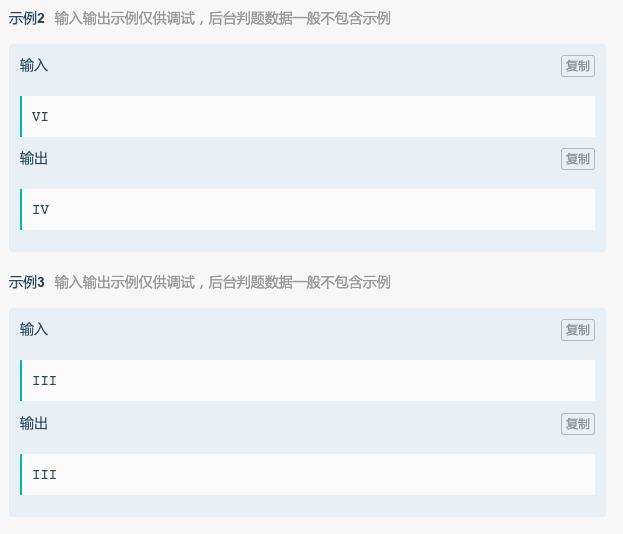 示例2 输入输出示例仅供调试，后台判题数据一般不包含示例
输入 复制
VI
输出 复制
IV
示例3 输入输出示例仅供调试，后台判题数据一般不包含示例
输入 复制
III
输出 复制
III